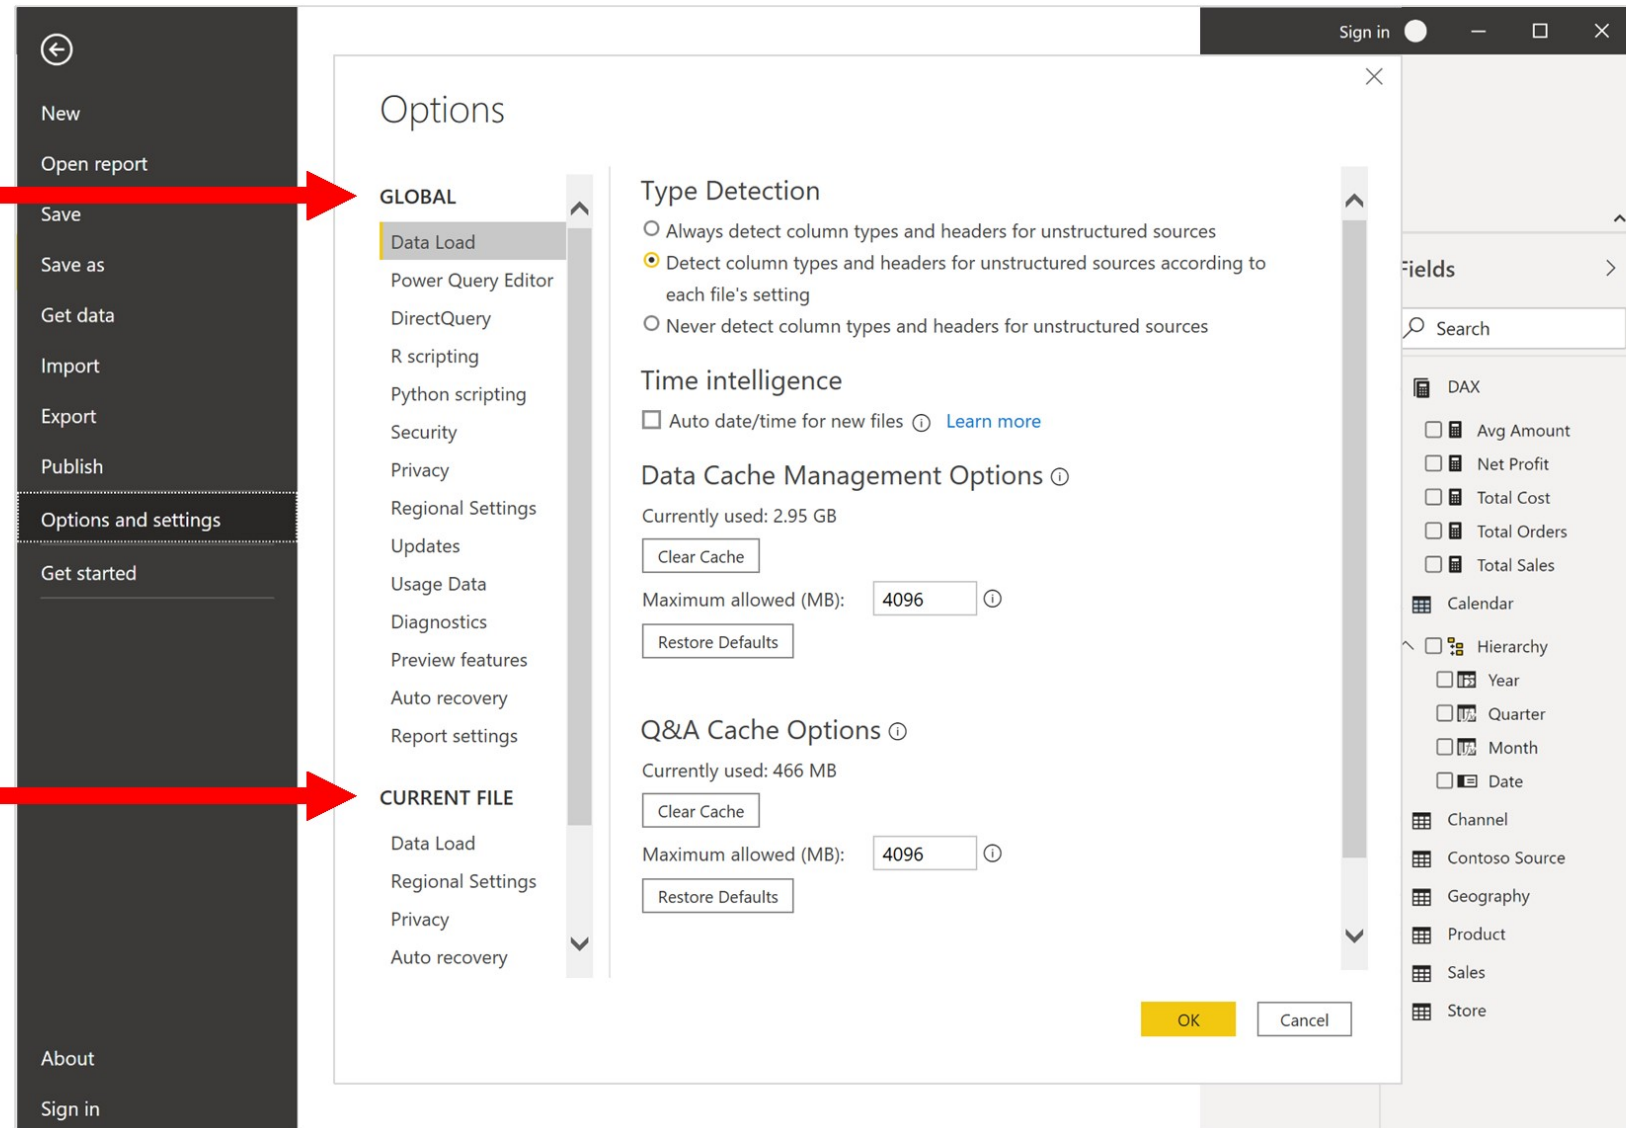 Sign in
New
Open report
Save
Save as
Get data
Import
Export
Publish
Options and settings
Get started
About
Sign in
Options
GLOBAL
Data Load
Power Query Editor
DirectQuery
R scripting
Python scripting
Security
Privacy
Regional Settings
Updates
Usage Data
Diagnostics
Preview features
Auto recovery
Report settings
CURRENT FILE
Data Load
Regional Settings
Privacy
Auto recovery
Type Detection
Always detect column types and headers for unstructured sources
Detect column types and headers for unstructured sources according to
each file's setting
Never detect column types and headers for unstructured sources
Time intelligence
Auto date/time for new files Learn more
Data Cache Management Options
Currently used: 2.95 GB
Clear Cache
Maximum allowed (MB): 4096
Restore Defaults
Q&A Cache Options
Currently used: 466 MB
Clear Cache
Maximum allowed (MB): 4096
Restore Defaults
OK Cancel
Fields
Search
DAX
Avg Amount
Net Profit
Total Cost
Total Orders
Total Sales
Calendar
Hierarchy
Year
Quarter
Month
Date
Channel
Contoso Source
Geography
Product
Sales
Store